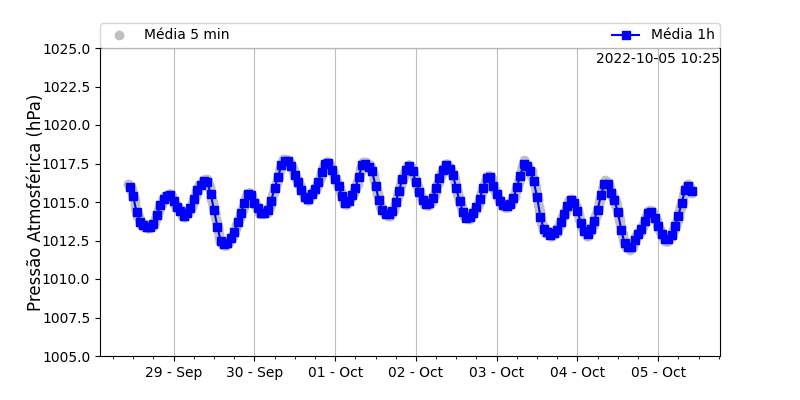 Média 5 min
Média 1h
2022-10-05 10:25
Pressão Atmosférica (hPa)
1025.0
1022.5
1020.0
1017.5
1015.0
1012.5
1010.0
1007.5
1005.0
29 - Sep
30 - Sep
01 - Oct
02 - Oct
03 - Oct
04 - Oct
05 - Oct